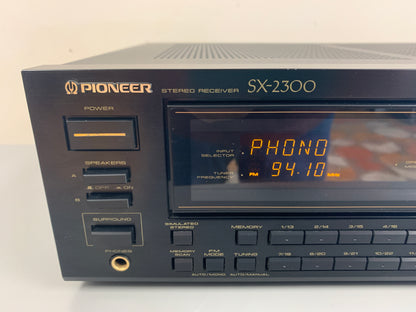 PIONEER STEREO RECEIVER SX-2300
POWER
SPEAKERS
A
OFF ON
B
SURROUND
PHONES
INPUT SELECTOR PHONO
TUNER FREQUENCY FM 94.10 MHz
SIMULATED STEREO MEMORY 1/13 2/14 3/15 4/16
MEMORY SCAN FM MODE TUNING 7/19 8/20 9/21 10/22
AUTO/MONO AUTO/MANUAL